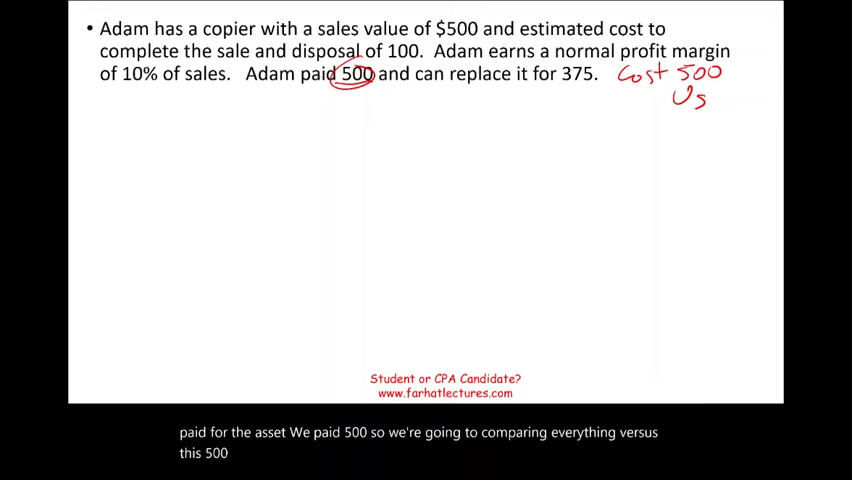 • Adam has a copier with a sales value of $500 and estimated cost to
complete the sale and disposal of 100.  Adam earns a normal profit margin
of 10% of sales.   Adam paid 500 and can replace it for 375. Cost 500
Vs
Student or CPA Candidate?
www.farhatlectures.com
paid for the asset We paid 500 so we're going to comparing everything versus
this 500